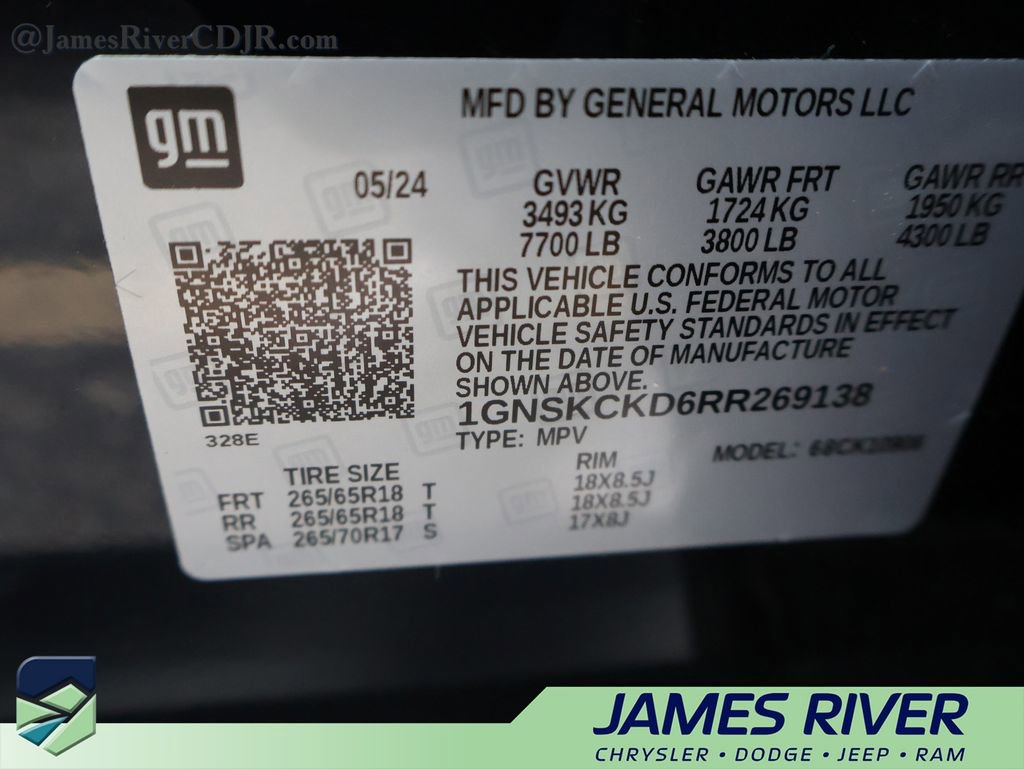 @JamesRiverCDJR.com
gm
MFD BY GENERAL MOTORS LLC
05/24
GVWR GAWR FRT GAWR RR
3493 KG 1724 KG 1950 KG
7700 LB 3800 LB 4300 LB
THIS VEHICLE CONFORMS TO ALL
APPLICABLE U.S. FEDERAL MOTOR
VEHICLE SAFETY STANDARDS IN EFFECT
ON THE DATE OF MANUFACTURE
SHOWN ABOVE.
1GNSKCKD6RR269138
328E
TYPE: MPV MODEL:
TIRE SIZE RIM
FRT 265/65R18 T 18X8.5J
RR 265/65R18 T 18X8.5J
SPA 265/70R17 S 17X8J
JAMES RIVER
CHRYSLER • DODGE • JEEP • RAM